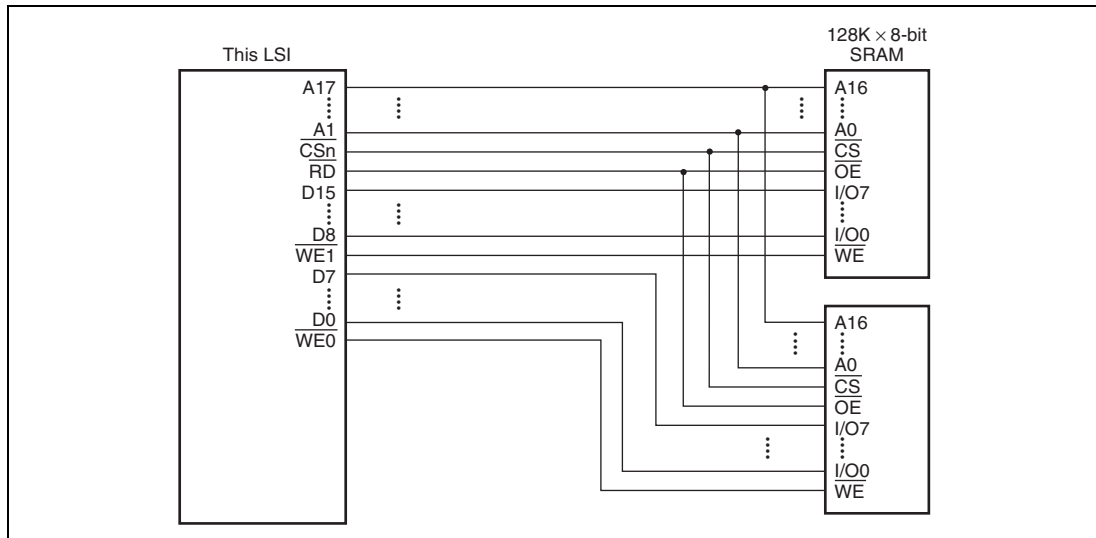 This LSI
A17
A1
CSn
RD
D15
D8
WE1
D7
D0
WE0
128K × 8-bit
SRAM
A16
A0
CS
OE
I/O7
I/O0
WE
A16
A0
CS
OE
I/O7
I/O0
WE